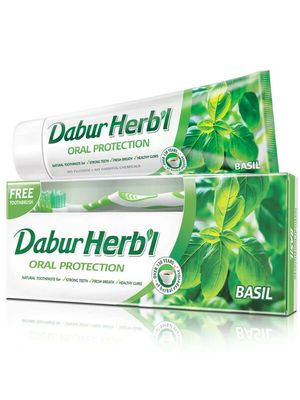 Dabur Herb'l
ORAL PROTECTION
NATURAL TOOTHPASTE for ✓STRONG TEETH ✓FRESH BREATH ✓HEALTHY GUMS
NO FLUORIDE • NO HARMFUL CHEMICALS
BASIL
FREE
TOOTHBRUSH
Dabur Herb'l
ORAL PROTECTION
NATURAL TOOTHPASTE for ✓STRONG TEETH ✓FRESH BREATH ✓HEALTHY GUMS
BASIL